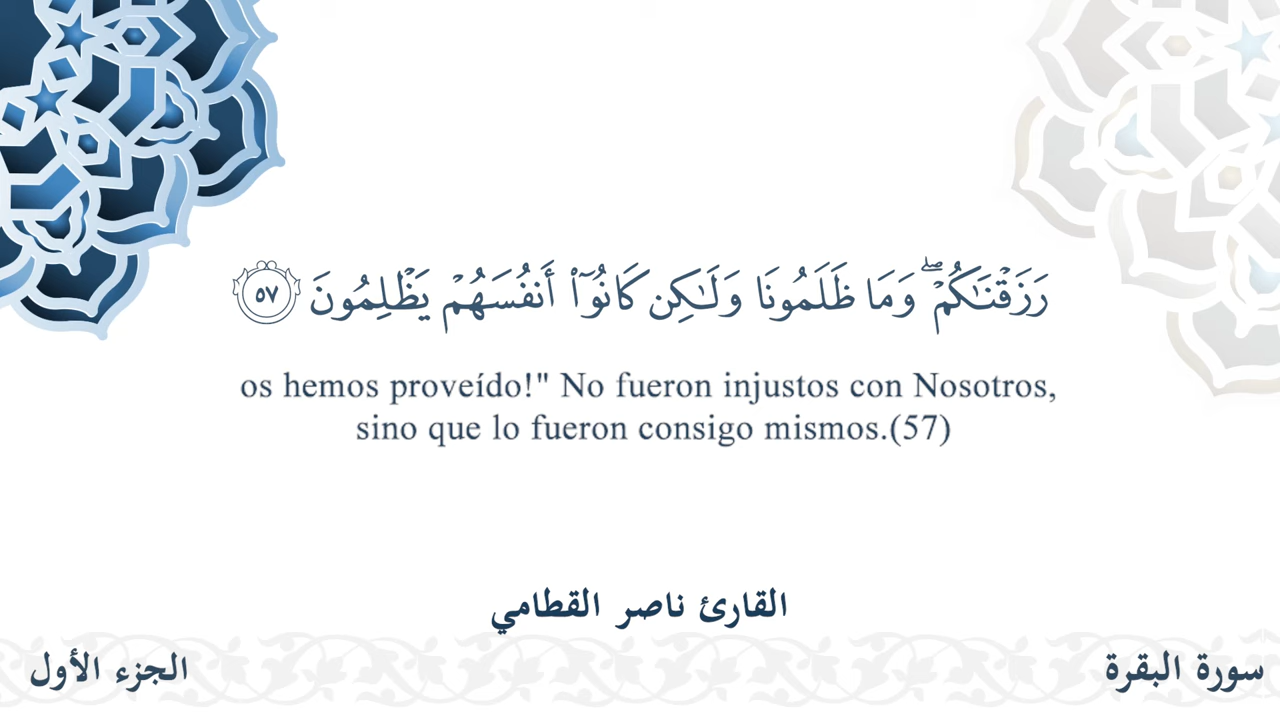 رَزَقْنَـٰكُمْ ۖ وَمَا ظَلَمُونَا وَلَـٰكِن كَانُوٓا۟ أَنفُسَهُمْ يَظْلِمُونَ ٥٧
os hemos proveído!" No fueron injustos con Nosotros,
sino que lo fueron consigo mismos.(57)
القارئ ناصر القطامي
سورة البقرة
الجزء الأول